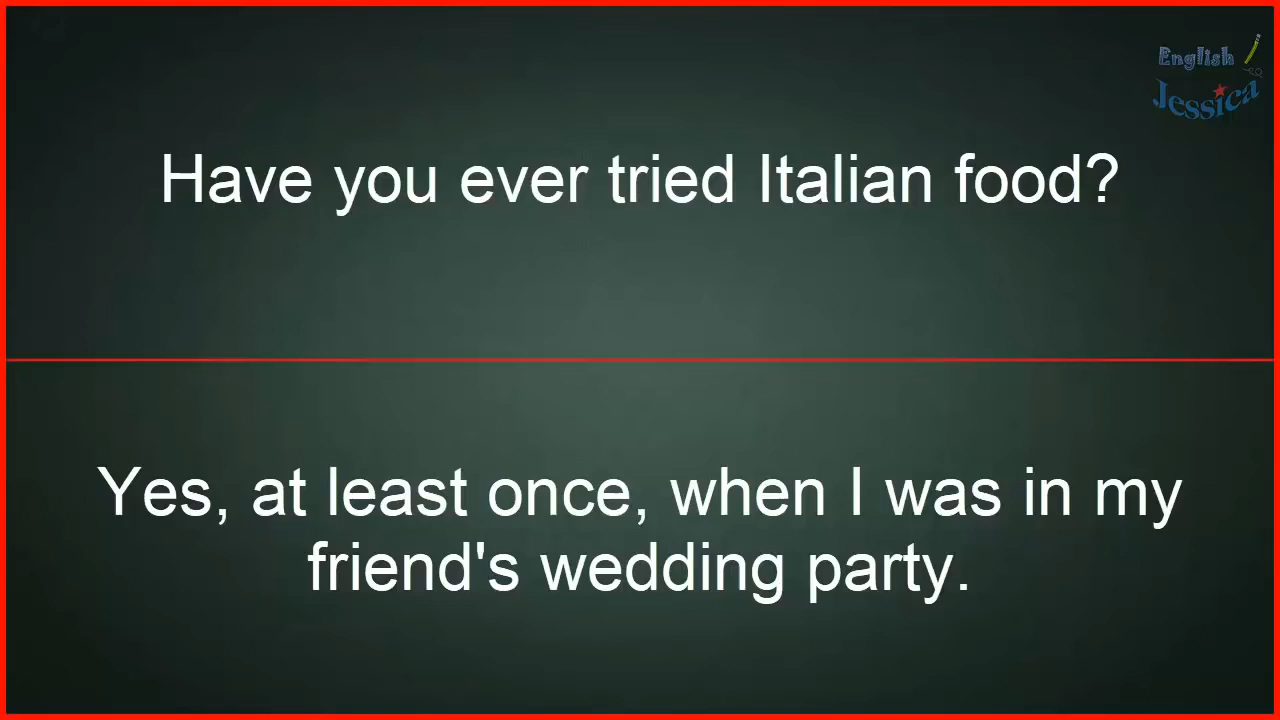 English
Jessica
Have you ever tried Italian food?
Yes, at least once, when I was in my
friend's wedding party.